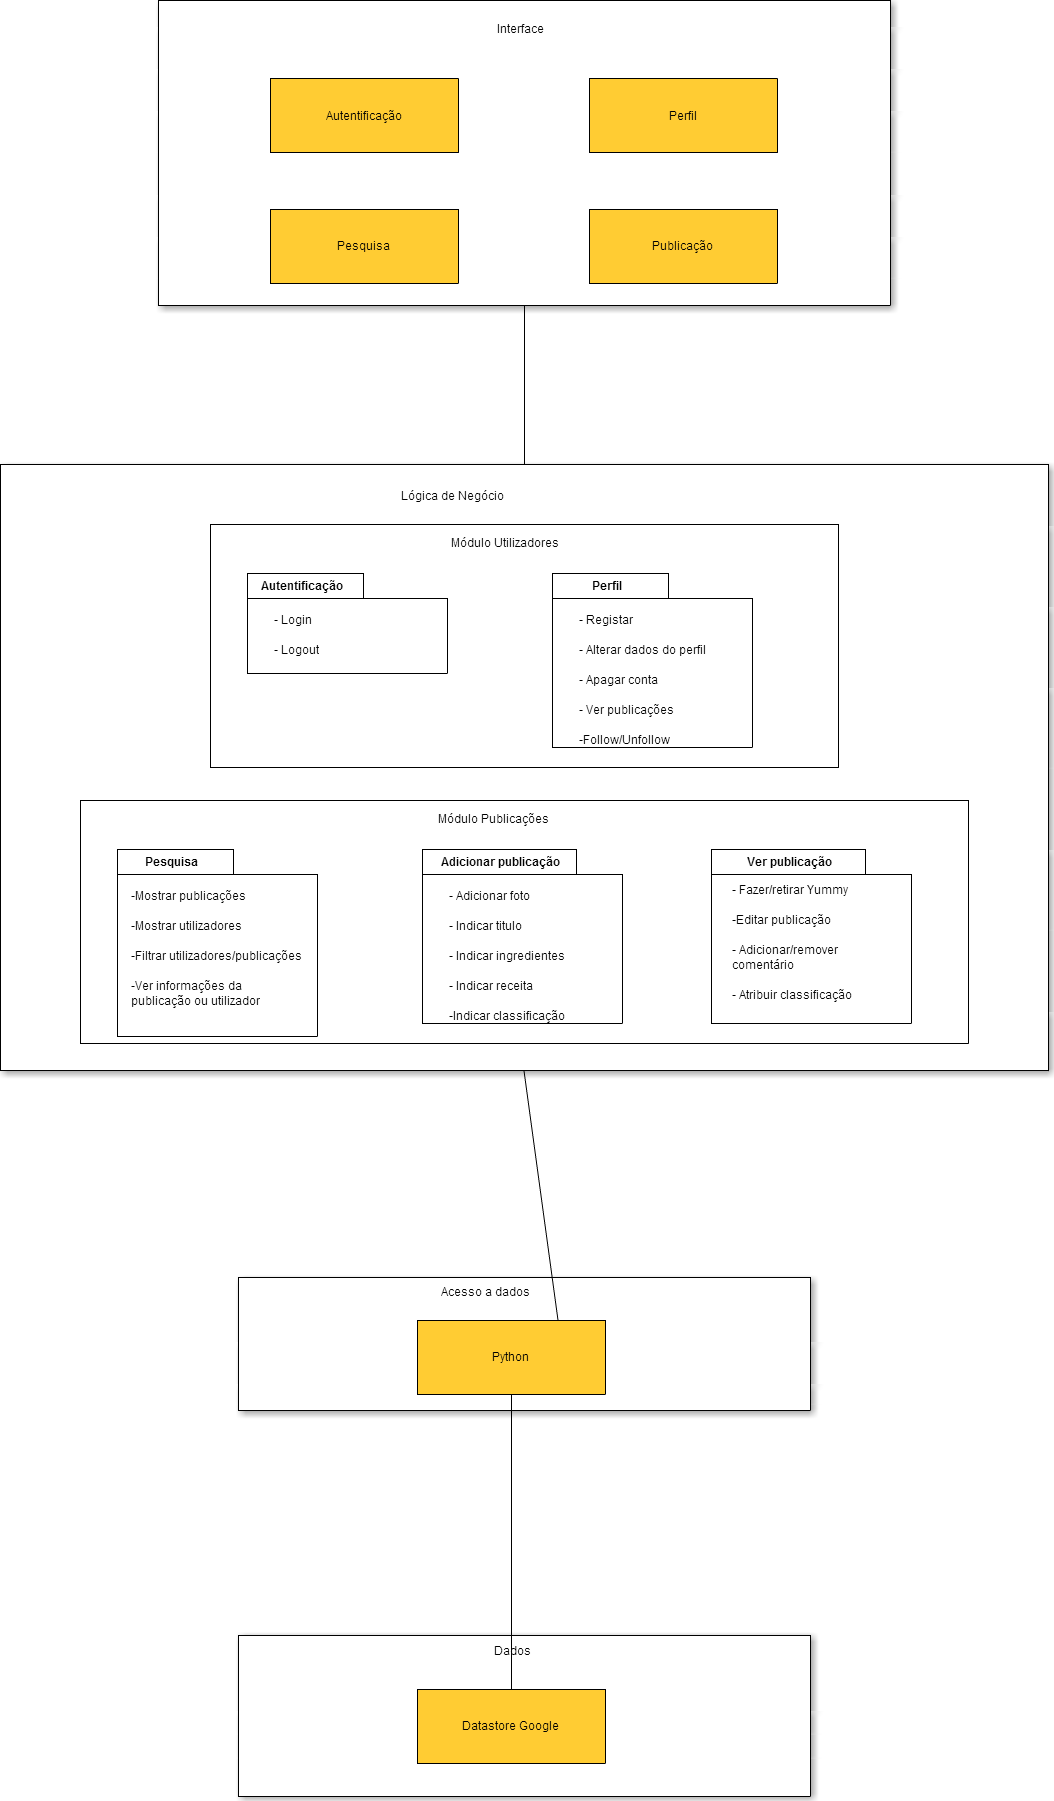 Interface
Autentificação
Perfil
Pesquisa
Publicação
Lógica de Negócio
Módulo Utilizadores
Autentificação
- Login
- Logout
Perfil
- Registar
- Alterar dados do perfil
- Apagar conta
- Ver publicações
-Follow/Unfollow
Módulo Publicações
Pesquisa
-Mostrar publicações
-Mostrar utilizadores
-Filtrar utilizadores/publicações
-Ver informações da
publicação ou utilizador
Adicionar publicação
- Adicionar foto
- Indicar titulo
- Indicar ingredientes
- Indicar receita
-Indicar classificação
Ver publicação
- Fazer/retirar Yummy
-Editar publicação
- Adicionar/remover
comentário
- Atribuir classificação
Acesso a dados
Python
Dados
Datastore Google